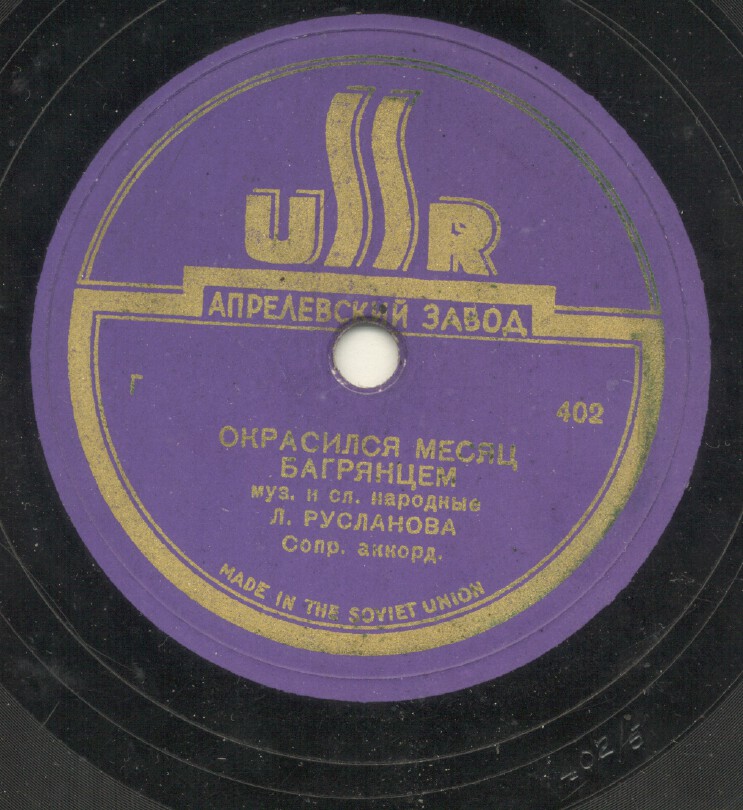 USSR
АПРЕЛЕВСКИЙ ЗАВОД
Г
402
ОКРАСИЛСЯ МЕСЯЦ
БАГРЯНЦЕМ
муз. и сл. народные
Л. РУСЛАНОВА
Сопр. аккорд.
MADE IN THE SOVIET UNION